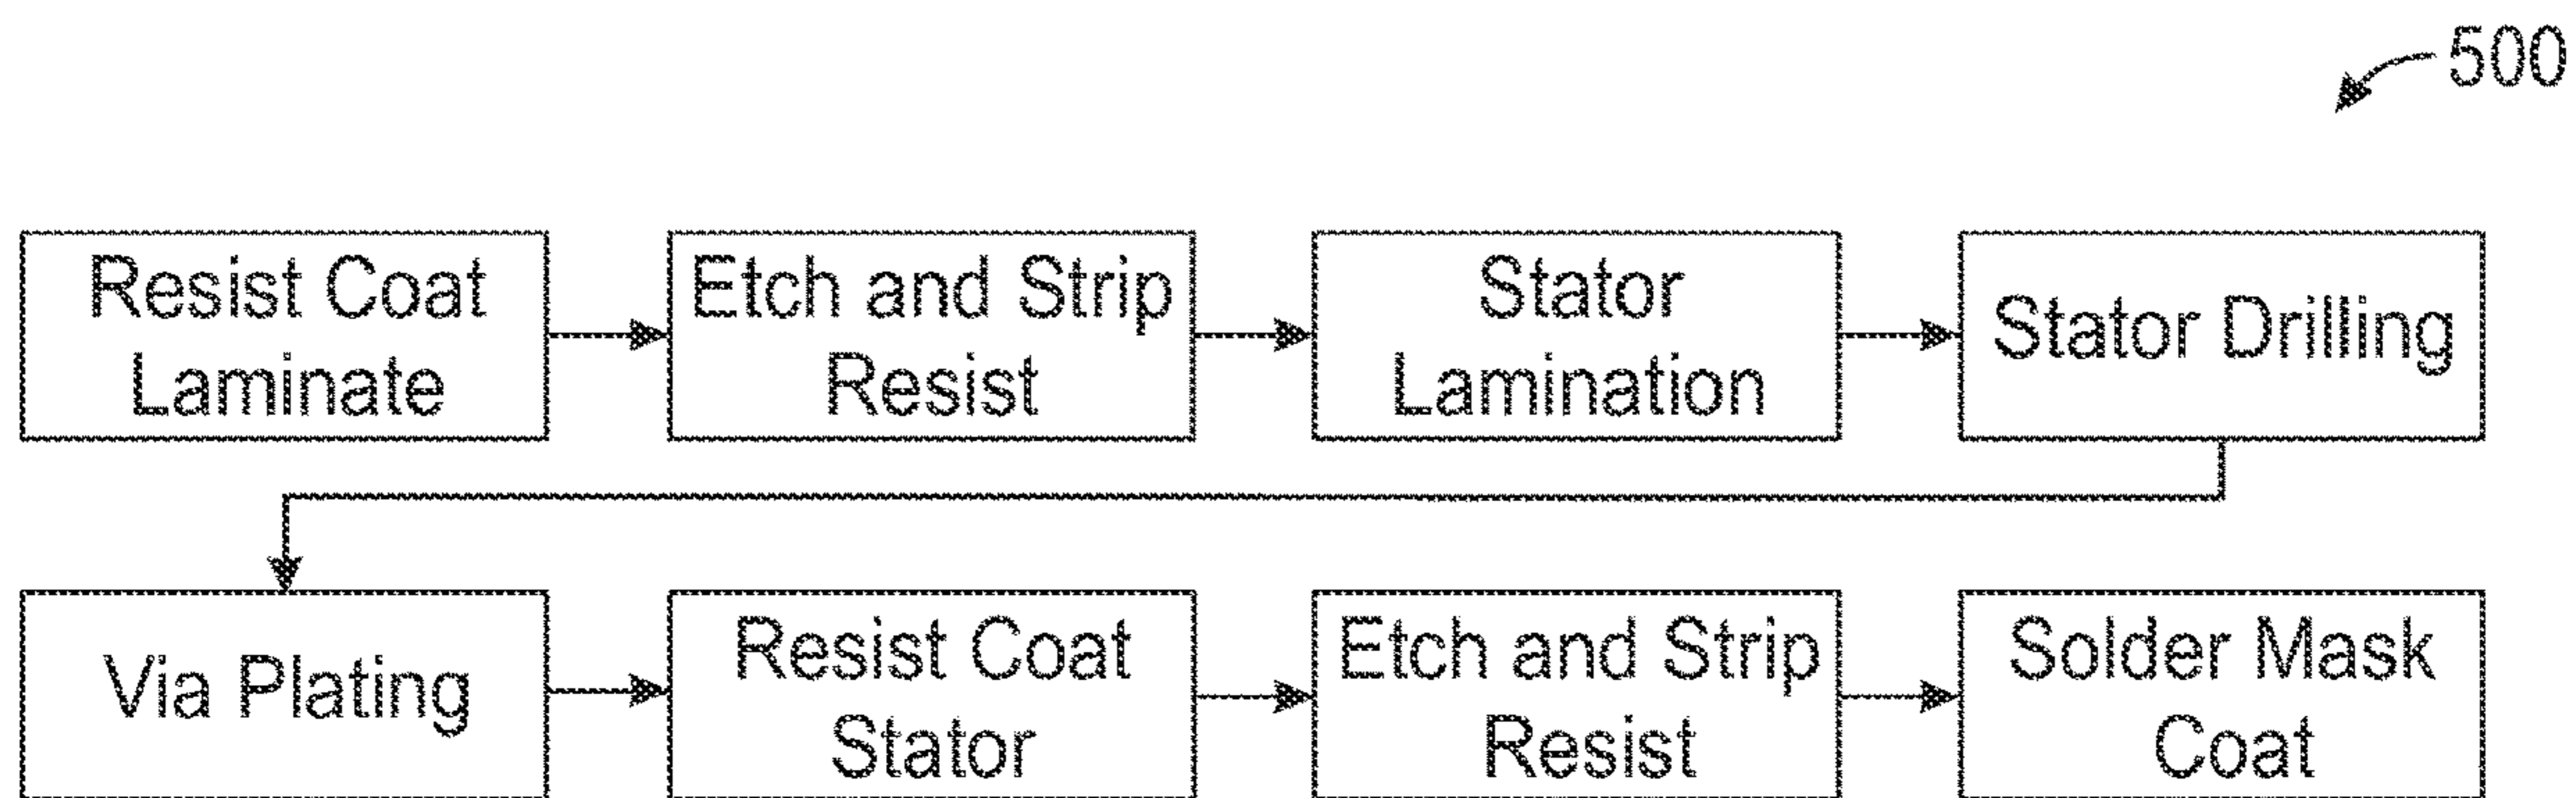 500
Resist Coat
Laminate
Etch and Strip
Resist
Stator
Lamination
Stator Drilling
Via Plating
Resist Coat
Stator
Etch and Strip
Resist
Solder Mask
Coat